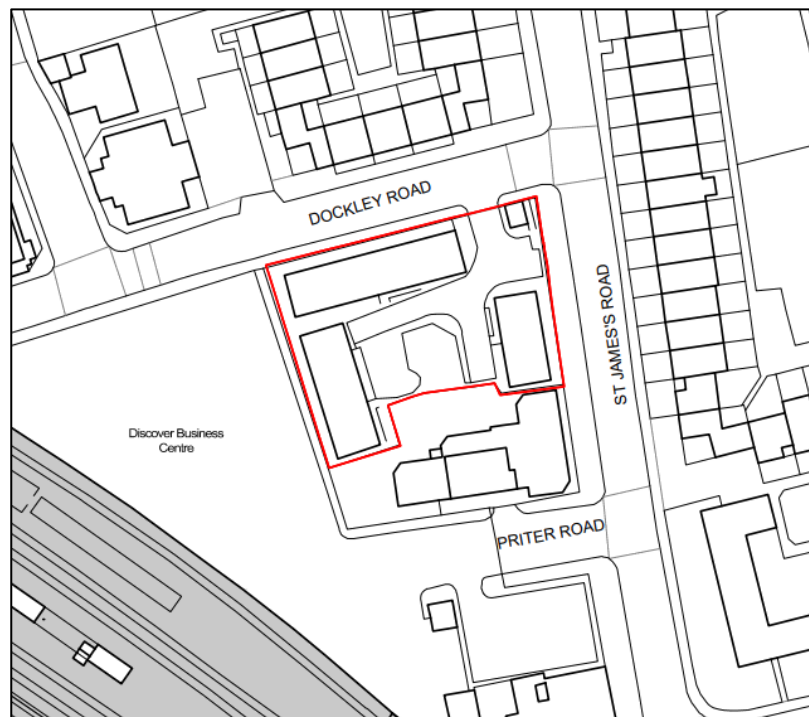 DOCKLEY ROAD
ST JAMES'S ROAD
Discover Business
Centre
PRITER ROAD